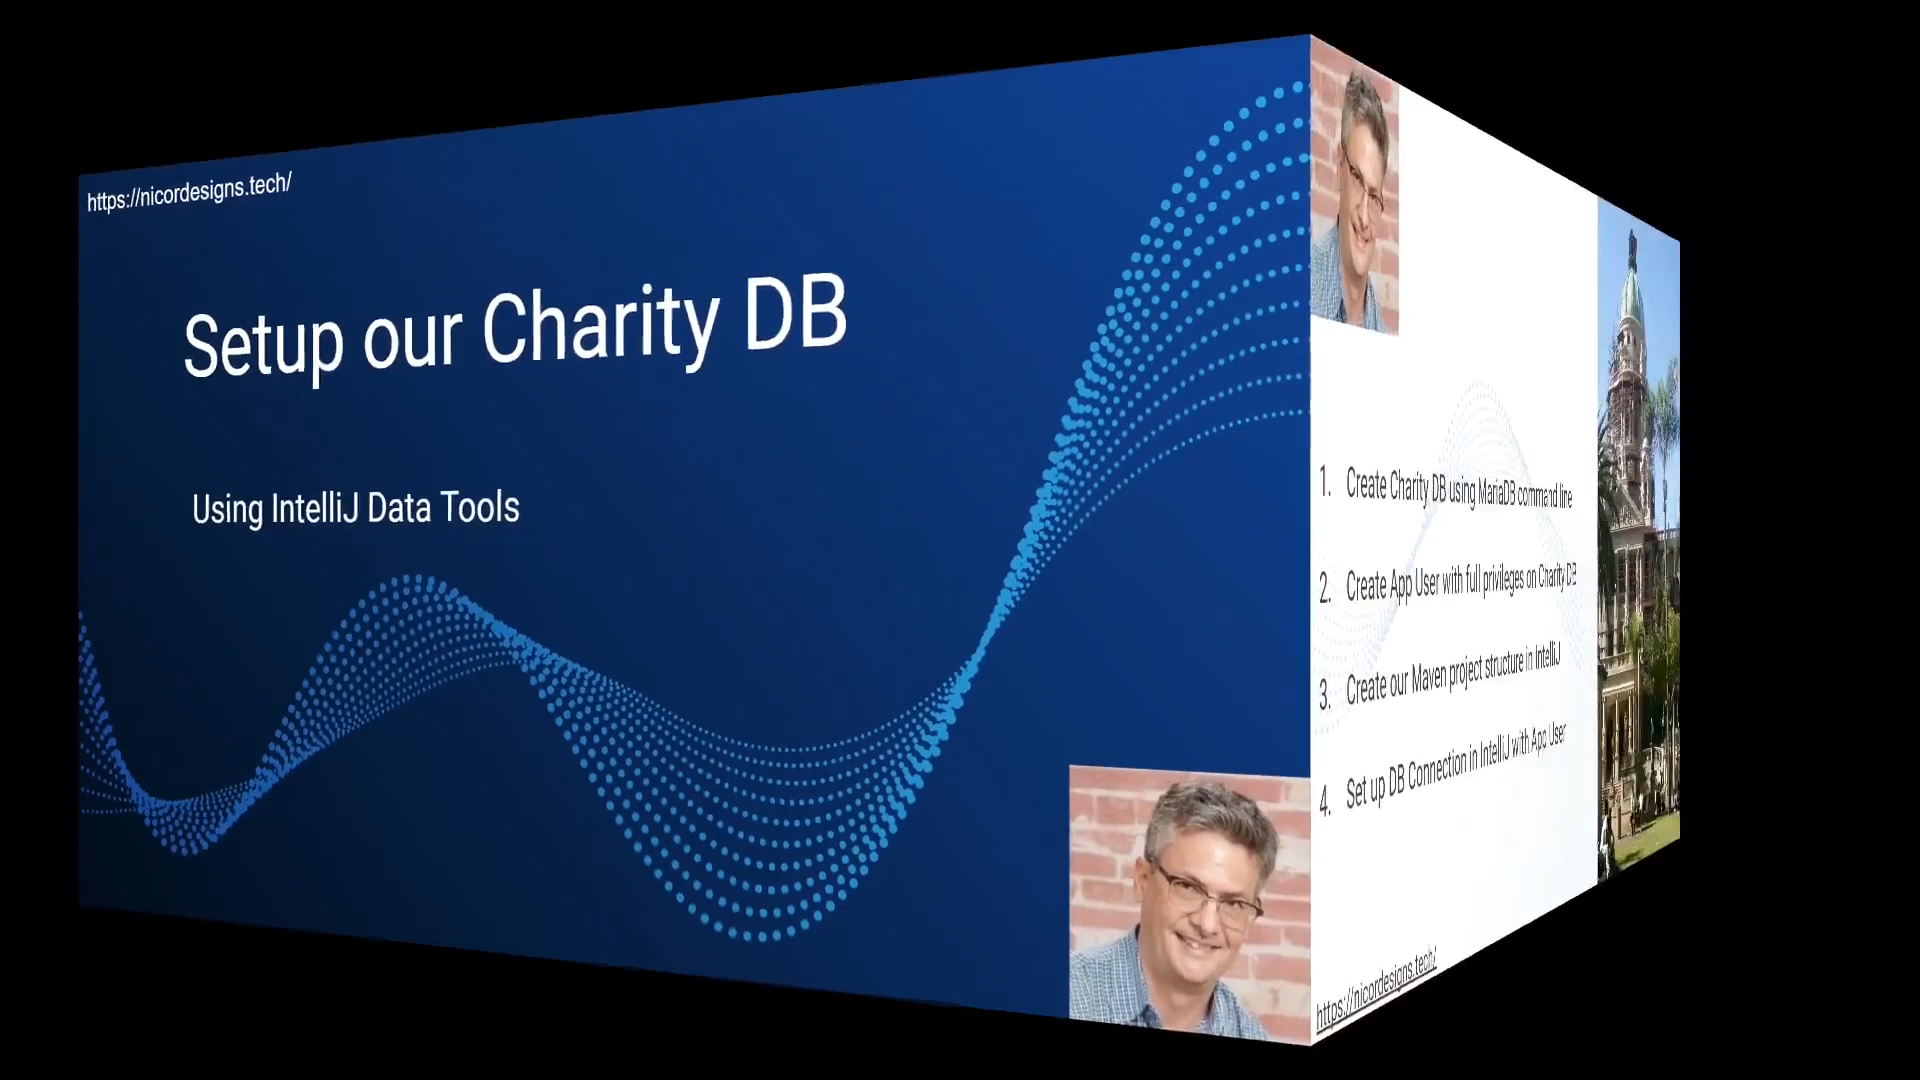 https://nicordesigns.tech/
Setup our Charity DB
Using IntelliJ Data Tools
1. Create Charity DB using MariaDB command line
2. Create App User with full privileges on Charity DB
3. Create our Maven project structure in IntelliJ
4. Set up DB Connection in IntelliJ with App User
https://nicordesigns.tech/